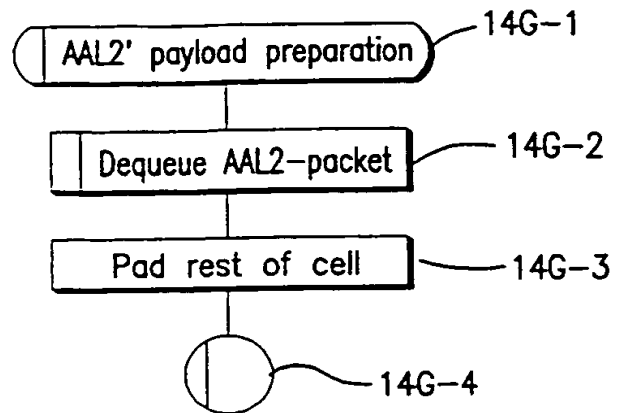 AAL2' payload preparation
14G-1
Dequeue AAL2-packet
14G-2
Pad rest of cell
14G-3
14G-4